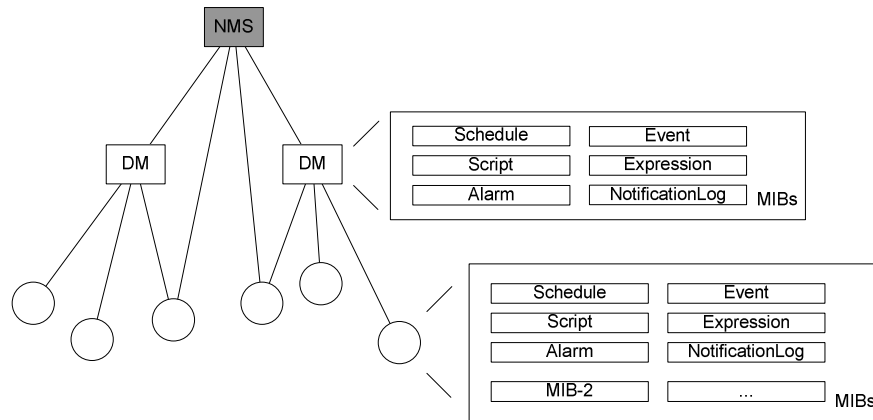 NMS
DM
DM
Schedule Event
Script Expression
Alarm NotificationLog
MIBs
Schedule Event
Script Expression
Alarm NotificationLog
MIB-2 ...
MIBs